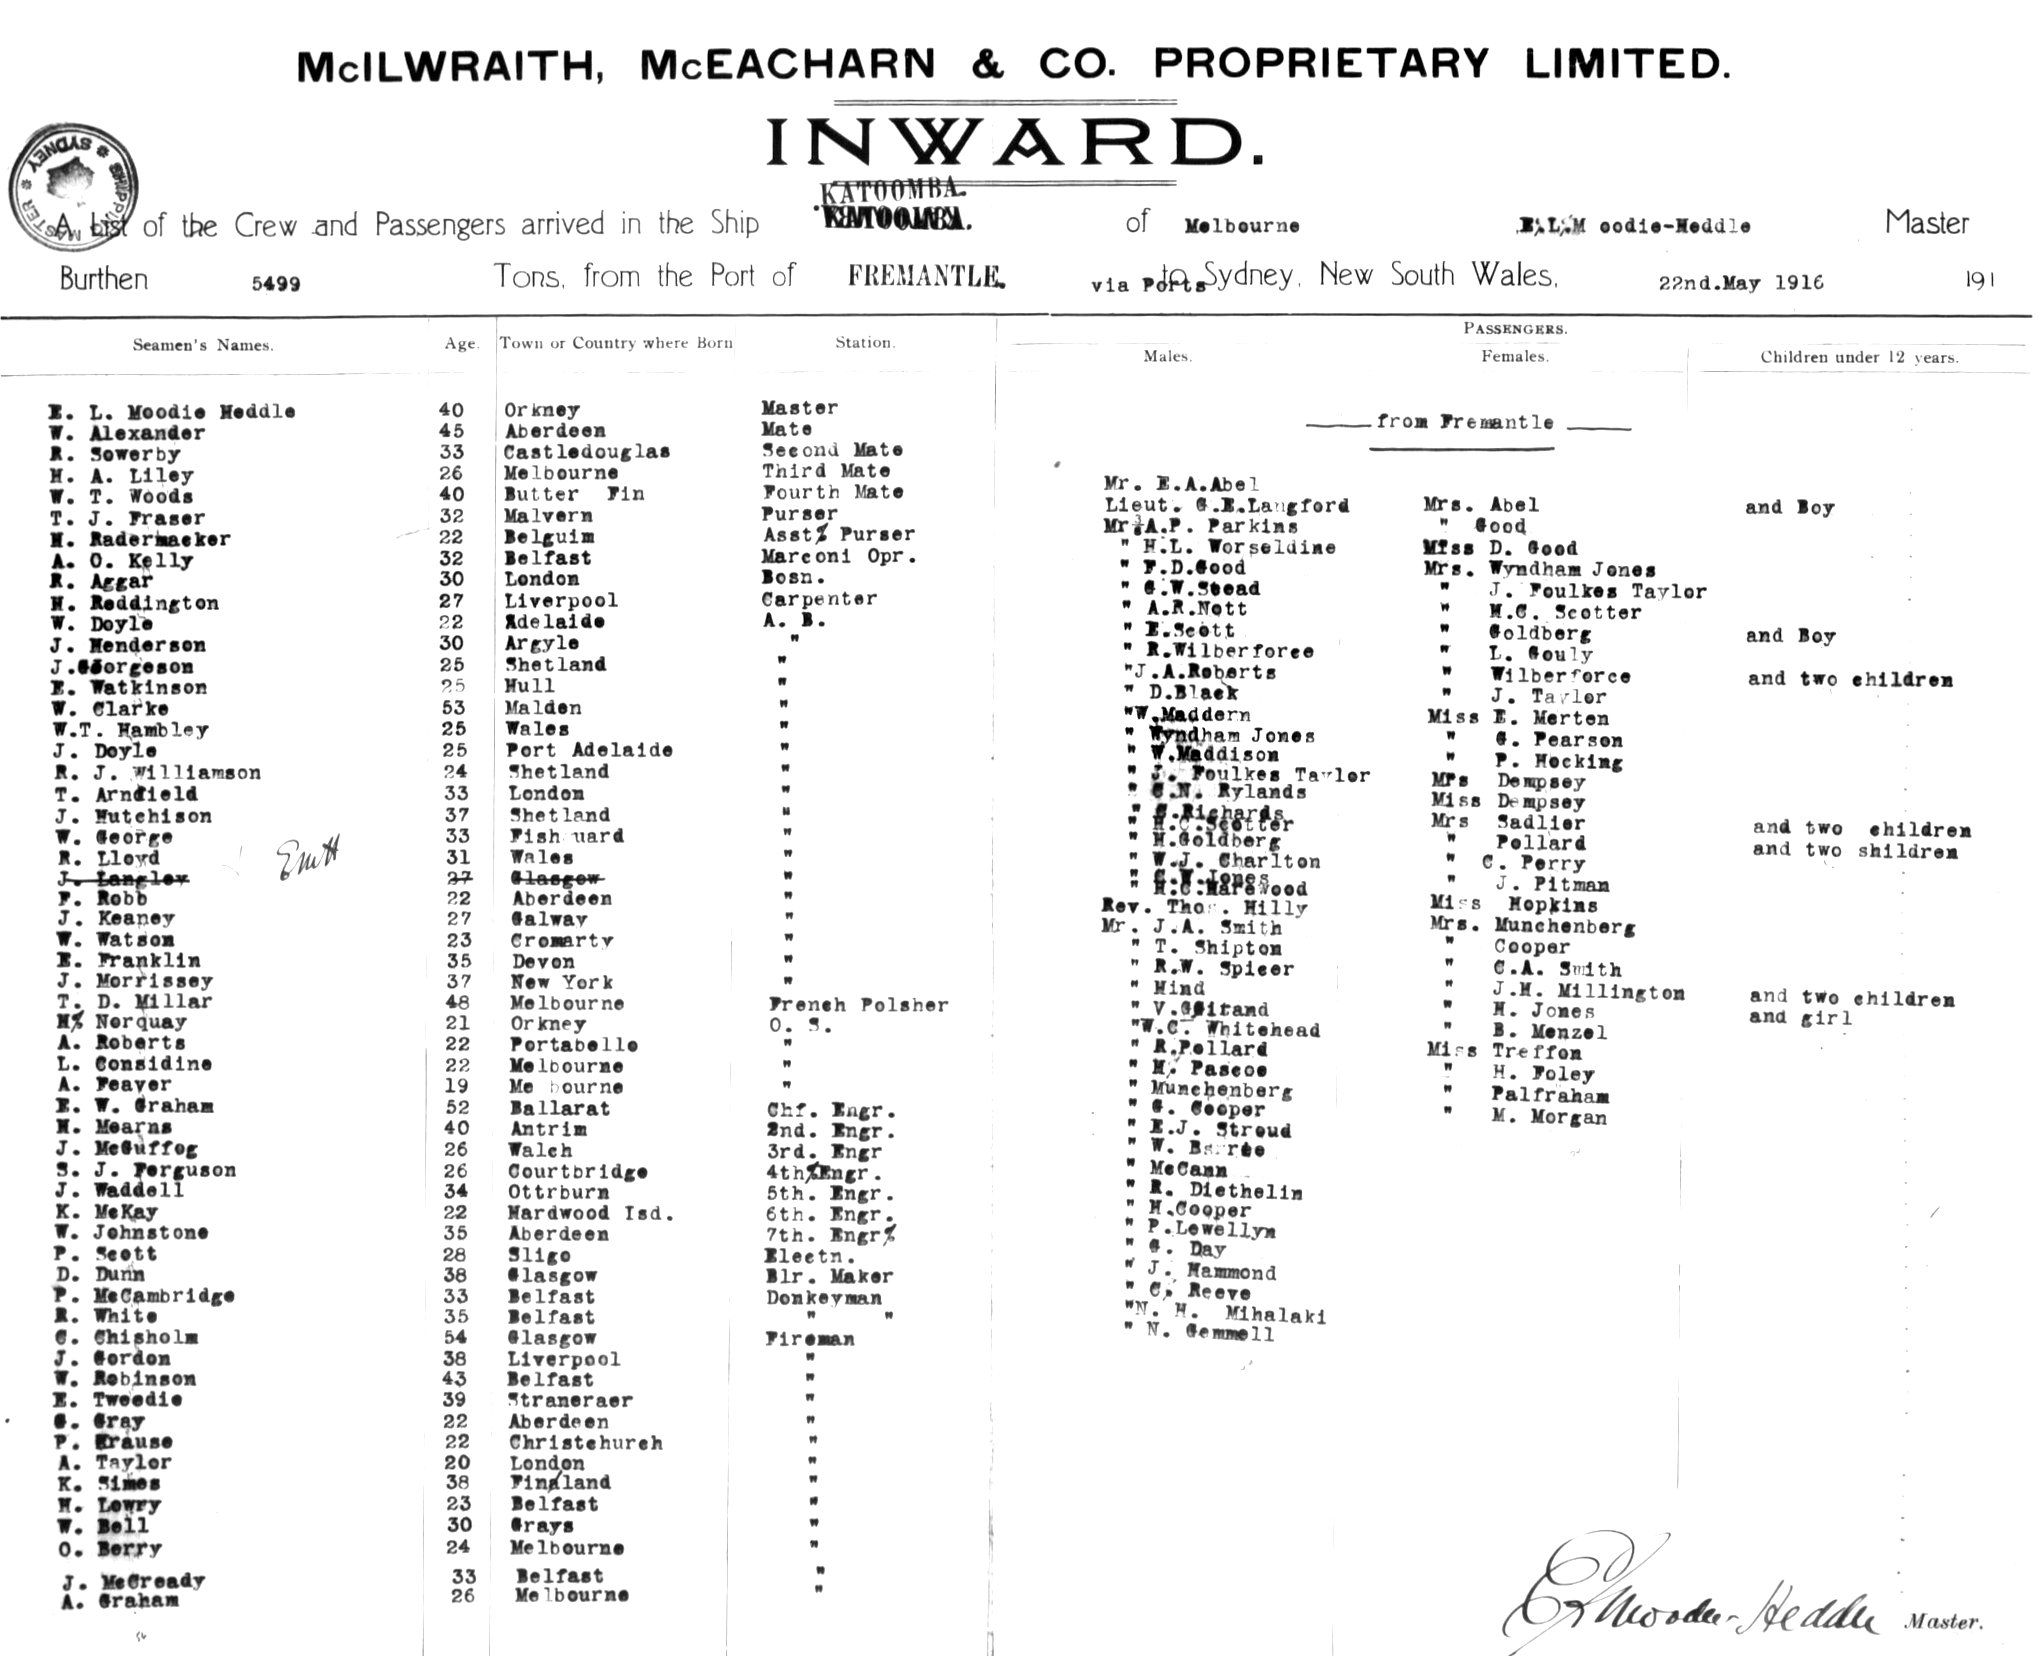 McILWRAITH, McEACHARN & CO. PROPRIETARY LIMITED.
INWARD.
SHIPPING MASTER * SYDNEY *
KATOOMBA.
A List of the Crew and Passengers arrived in the Ship KATOOMBA. of Melbourne E.L.M oodie-Heddle Master
Burthen 5499 Tons, from the Port of FREMANTLE. via Ports to Sydney, New South Wales, 22nd.May 1916 191
Seamen's Names. Age. Town or Country where Born Station.
E. L. Moodie Heddle 40 Orkney Master
W. Alexander 45 Aberdeen Mate
R. Sowerby 33 Castledouglas Second Mate
H. A. Liley 26 Melbourne Third Mate
W. T. Woods 40 Butter Fin Fourth Mate
T. J. Fraser 32 Malvern Purser
H. Radermaeker 22 Belguim Asst% Purser
A. O. Kelly 32 Belfast Marconi Opr.
R. Aggar 30 London Bosn.
H. Reddington 27 Liverpool Carpenter
W. Doyle 22 Adelaide A. B.
J. Henderson 30 Argyle "
J. Georgeson 25 Shetland "
E. Watkinson 25 Hull "
W. Clarke 53 Malden "
W.T. Hambley 25 Wales "
J. Doyle 25 Port Adelaide "
R. J. Williamson 24 Shetland "
T. Arnfield 33 London "
J. Hutchison 37 Shetland "
W. George 33 Fish uard "
R. Lloyd 31 Wales "
J. Langley 27 Glasgow "
F. Robb 22 Aberdeen "
J. Keaney 27 Galway "
W. Watson 23 Cromarty "
E. Franklin 35 Devon "
J. Morrissey 37 New York "
T. D. Millar 48 Melbourne French Polsher
H% Norquay 21 Orkney O. S.
A. Roberts 22 Portabello "
L. Considine 22 Melbourne "
A. Feaver 19 Me bourne "
E. W. Graham 52 Ballarat Chf. Engr.
H. Mearns 40 Antrim 2nd. Engr.
J. McGuffog 26 Walch 3rd. Engr
S. J. Ferguson 26 Courtbridge 4th%Engr.
J. Waddell 34 Ottrburn 5th. Engr.
K. McKay 22 Hardwood Isd. 6th. Engr.
W. Johnstone 35 Aberdeen 7th. Engr%
P. Scott 28 Sligo Electn.
D. Dunn 38 Glasgow Blr. Maker
P. McCambridge 33 Belfast Donkeyman
R. White 35 Belfast " "
C. Chisholm 54 Glasgow Fireman
J. Gordon 38 Liverpool "
W. Robinson 43 Belfast "
E. Tweedie 39 Straneraer "
G. Gray 22 Aberdeen "
P. Krause 22 Christchurch "
A. Taylor 20 London "
K. Simes 38 Finland "
H. Lowry 23 Belfast "
W. Bell 30 Grays "
O. Berry 24 Melbourne "
J. McCready 33 Belfast "
A. Graham 26 Melbourne "
PASSENGERS.
Males. Females. Children under 12 years.
from Fremantle
Mr. E.A.Abel
Lieut. G.E.Langford
Mr. A.P. Parkins
" H.L. Worseldine
" F.D.Good
" G.W.Stead
" A.R.Nott
" E.Scott
" R.Wilberforce
"J.A.Roberts
" D.Black
"W.Maddern
" Wyndham Jones
" W.Maddison
" J. Foulkes Taylor
" C.N. Rylands
" G.Richards
" H.C.Scotter
" H.Goldberg
" W.J. Charlton
" C.W.Jones
" H.C.Harewood
Rev. Thos. Hilly
Mr. J.A. Smith
" T. Shipton
" R.W. Spicer
" Hind
" V.Giirand
"W.C. Whitehead
" R.Pollard
" H. Pascoe
" Munchenberg
" G. Cooper
" E.J. Stroud
" W. Barrie
" McCann
" R. Diethelin
" H.Cooper
" P.Lewellyn
" G. Day
" J. Hammond
" C. Reeve
"N. H. Mihalaki
" N. Gemmell
Mrs. Abel and Boy
" Good
Miss D. Good
Mrs. Wyndham Jones
" J. Foulkes Taylor
" H.C. Scotter
" Goldberg and Boy
" L. Gouly
" Wilberforce and two children
" J. Taylor
Miss E. Merten
" G. Pearson
" P. Hocking
Mrs Dempsey
Miss Dempsey
Mrs Sadlier and two children
" Pollard and two shildren
" C. Perry
" J. Pitman
Miss Hopkins
Mrs. Munchenberg
" Cooper
" C.A. Smith
" J.M. Millington and two children
" H. Jones and girl
" B. Menzel
Miss Treffon
" H. Foley
" Palfraham
" M. Morgan
E L Moodie-Heddle Master.